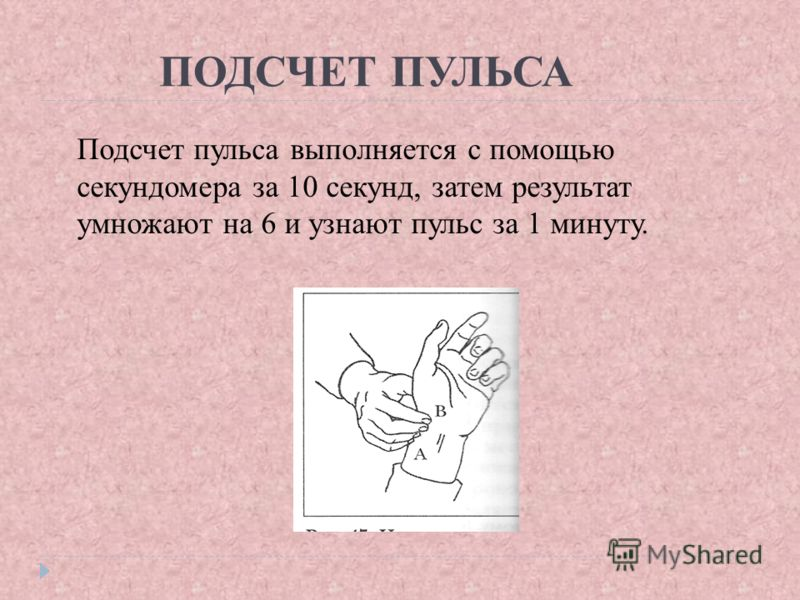 ПОДСЧЕТ ПУЛЬСА
Подсчет пульса выполняется с помощью
секундомера за 10 секунд, затем результат
умножают на 6 и узнают пульс за 1 минуту.
В
А
MyShared